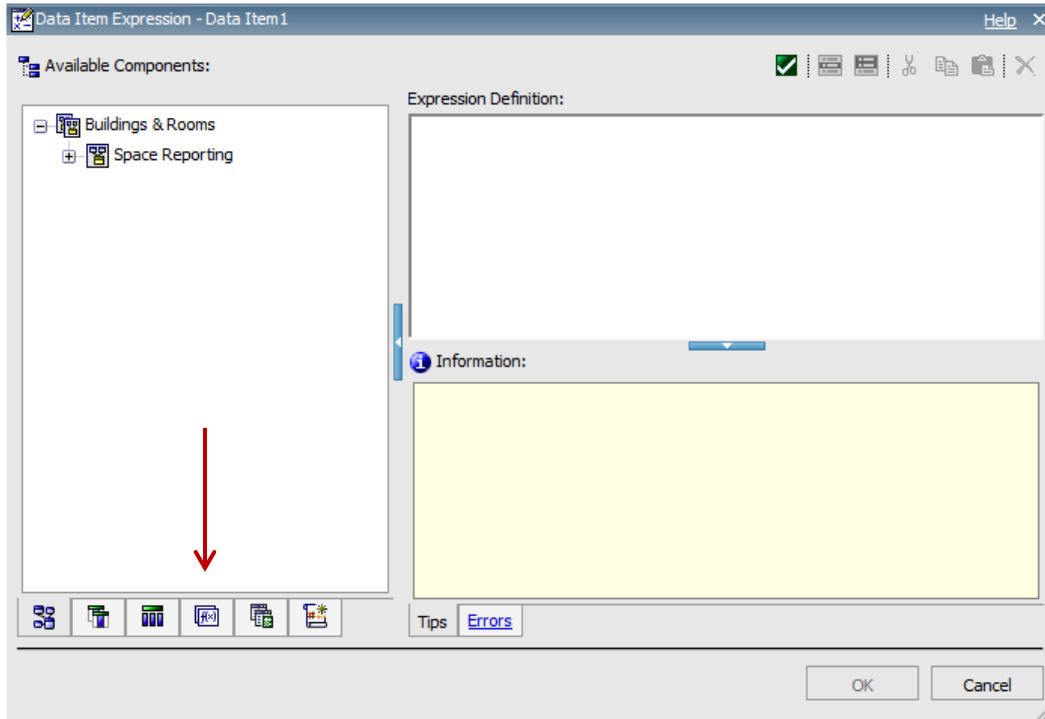 Data Item Expression - Data Item1
Help
Available Components:
Expression Definition:
Buildings & Rooms
Space Reporting
Information:
f(x)
Tips
Errors
OK
Cancel